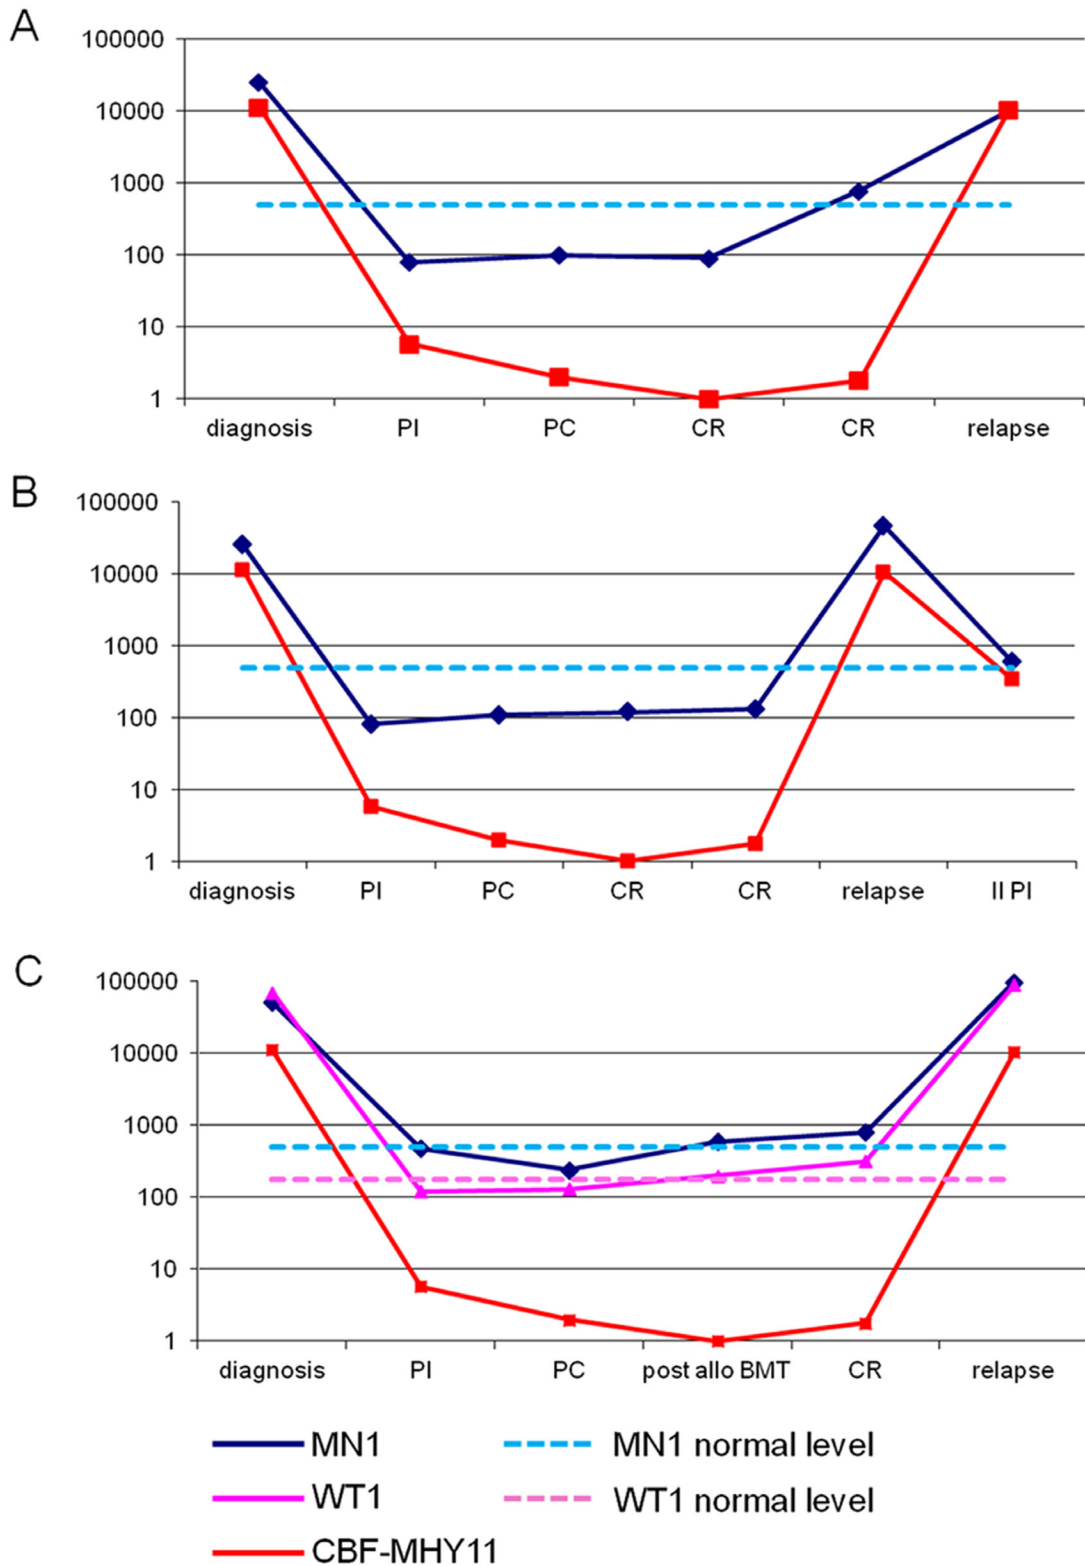 A
100000
10000
1000
100
10
1
diagnosis PI PC CR CR relapse
B
100000
10000
1000
100
10
1
diagnosis PI PC CR CR relapse II PI
C
100000
10000
1000
100
10
1
diagnosis PI PC post allo BMT CR relapse
MN1 MN1 normal level
WT1 WT1 normal level
CBF-MHY11